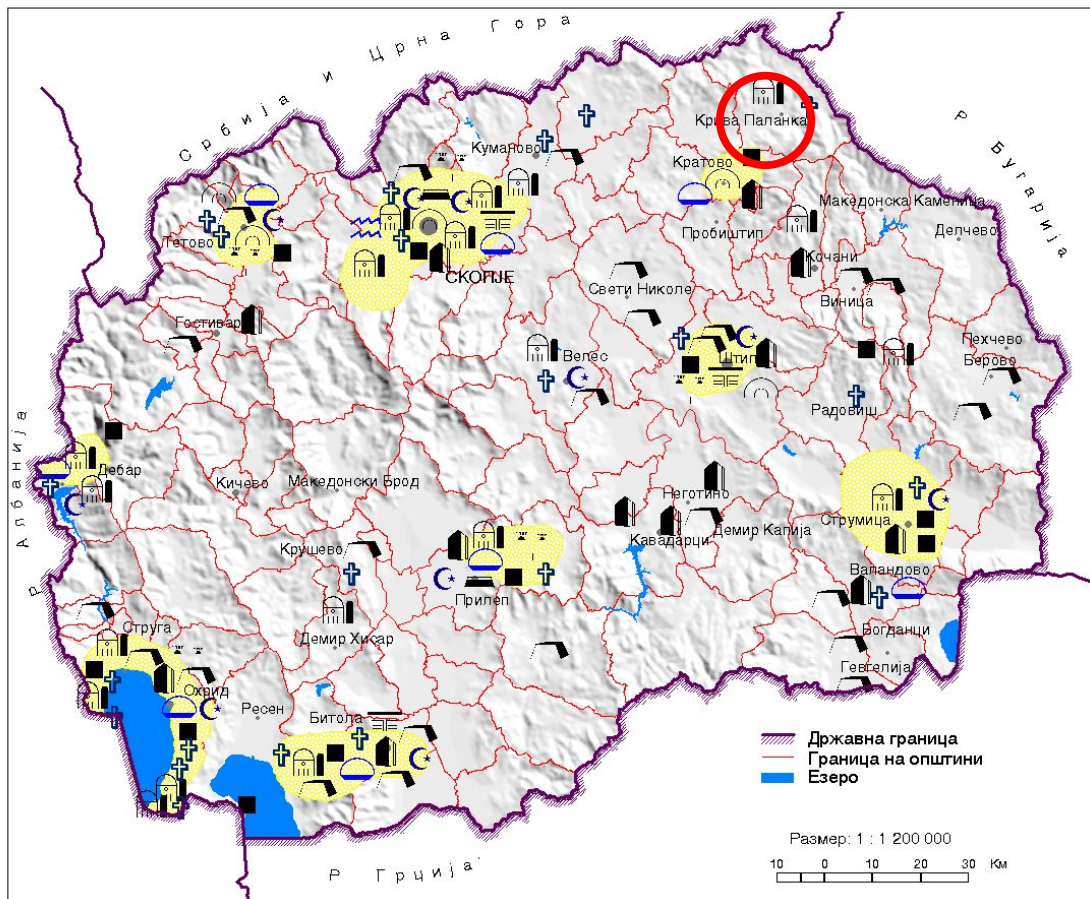 Србија и Црна Гора
Р Бугарија
Куманово
Крива Паланка
Кратово
Македонска Каменица
Делчево
Пробиштип
Тетово
СКОПЈЕ
Кочани
Свети Николе
Виница
Гостивар
Велес
Штип
Пехчево
Берово
Радовиш
Р Албанија
Дебар
Кичево
Македонски Брод
Неготино
Струмица
Кавадарци
Демир Капија
Крушево
Прилеп
Валандово
Струга
Демир Хисар
Богданци
Гевгелија
Охрид
Ресен
Битола
Државна граница
Граница на општини
Езеро
Размер: 1 : 1 200 000
10 0 10 20 30 Км
Р Грција